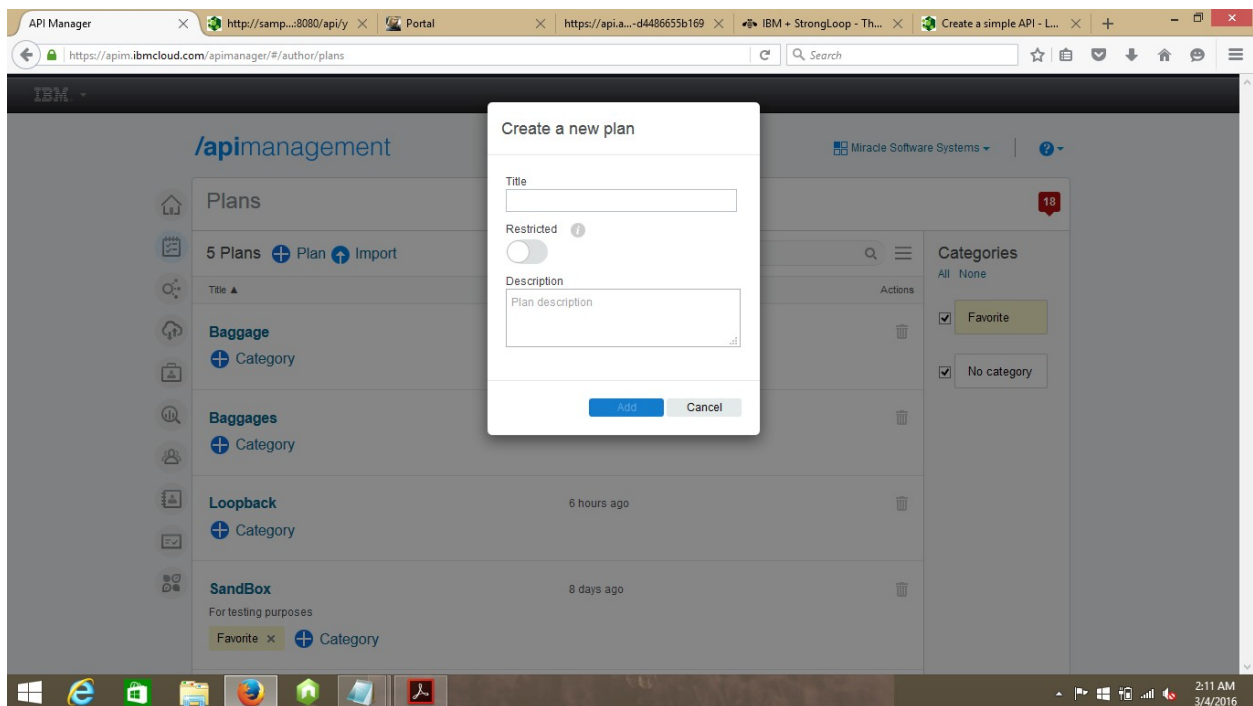 API Manager
http://samp...:8080/api/y
Portal
https://api.a...-d4486655b169
IBM + StrongLoop - Th...
Create a simple API - L...
https://apim.ibmcloud.com/apimanager/#/author/plans
Search
IBM
/apimanagement
Miracle Software Systems
?
Plans
18
5 Plans Plan Import
Title ▲
Actions
Baggage
Category
Baggages
Category
Loopback
6 hours ago
Category
SandBox
8 days ago
For testing purposes
Favorite × Category
Categories
All None
Favorite
No category
Create a new plan
Title
Restricted i
Description
Plan description
Add Cancel
2:11 AM
3/4/2016